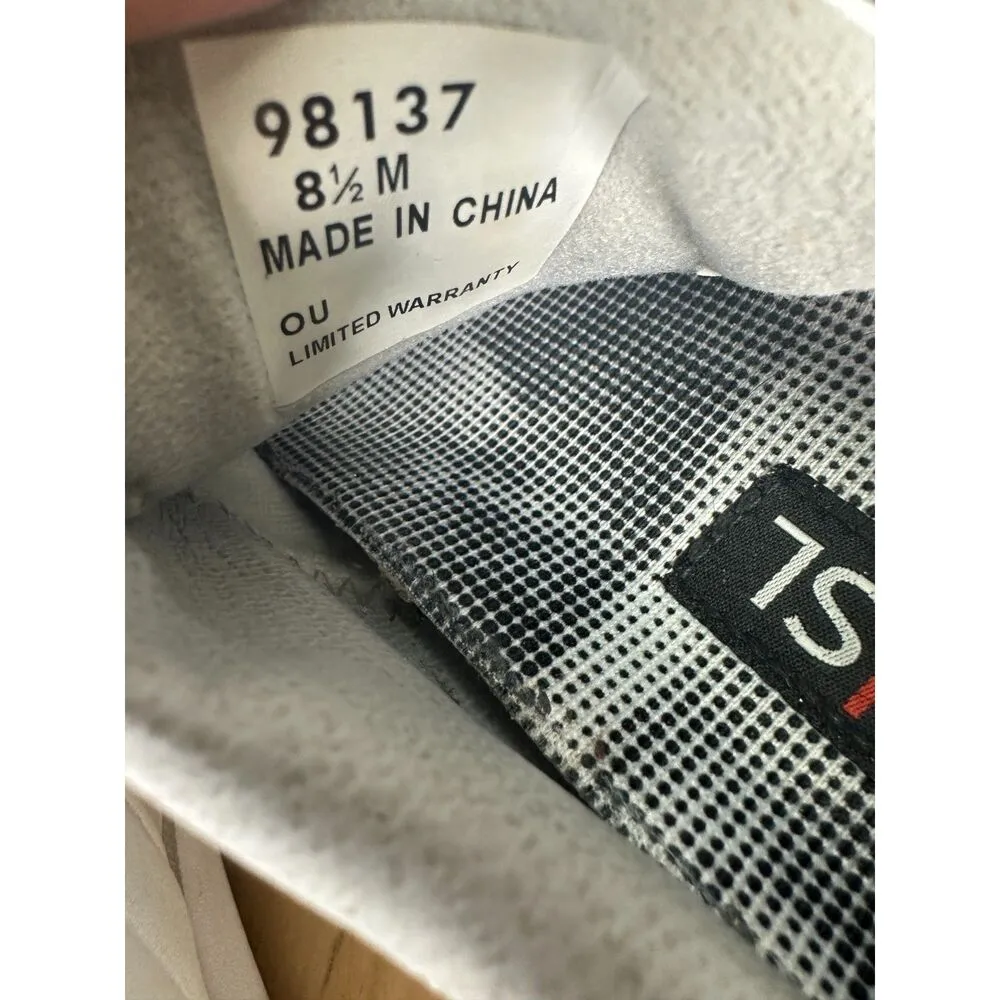 98137
8½ M
MADE IN CHINA
OU
LIMITED WARRANTY